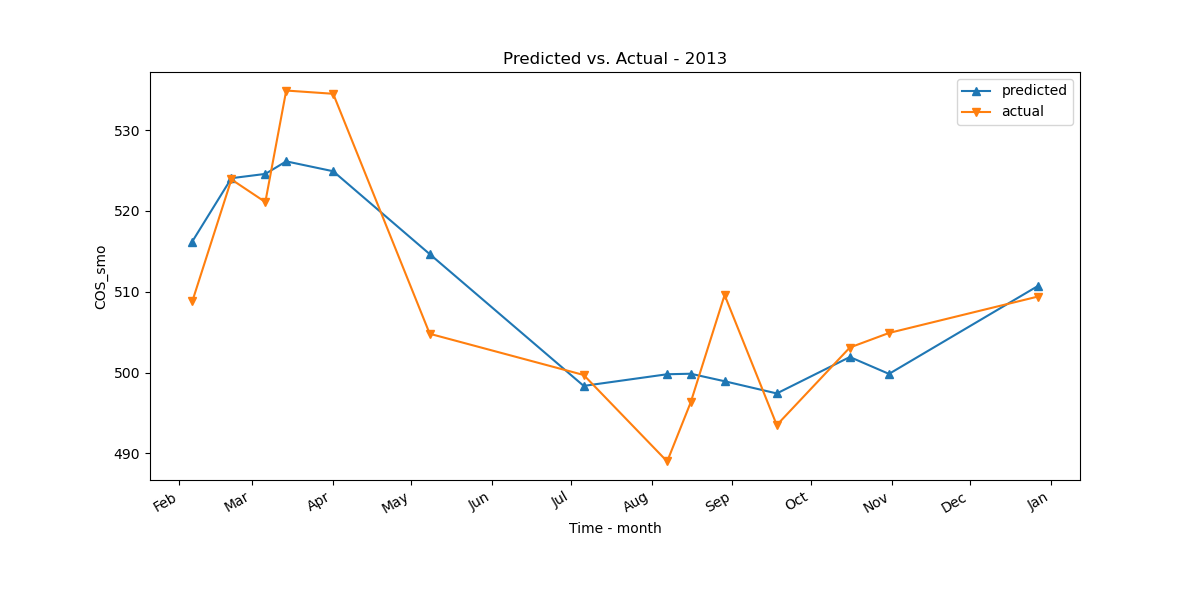 Predicted vs. Actual - 2013
predicted
actual
530
520
510
500
490
COS_smo
Feb
Mar
Apr
May
Jun
Jul
Aug
Sep
Oct
Nov
Dec
Jan
Time - month